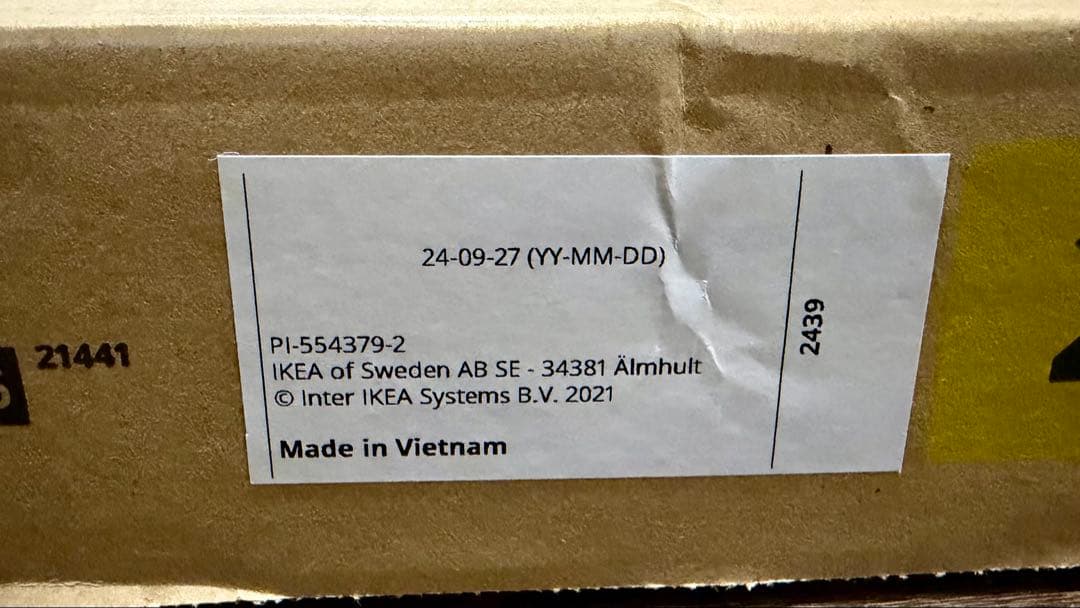 21441
24-09-27 (YY-MM-DD)
PI-554379-2
IKEA of Sweden AB SE - 34381 Älmhult
© Inter IKEA Systems B.V. 2021
Made in Vietnam
2439